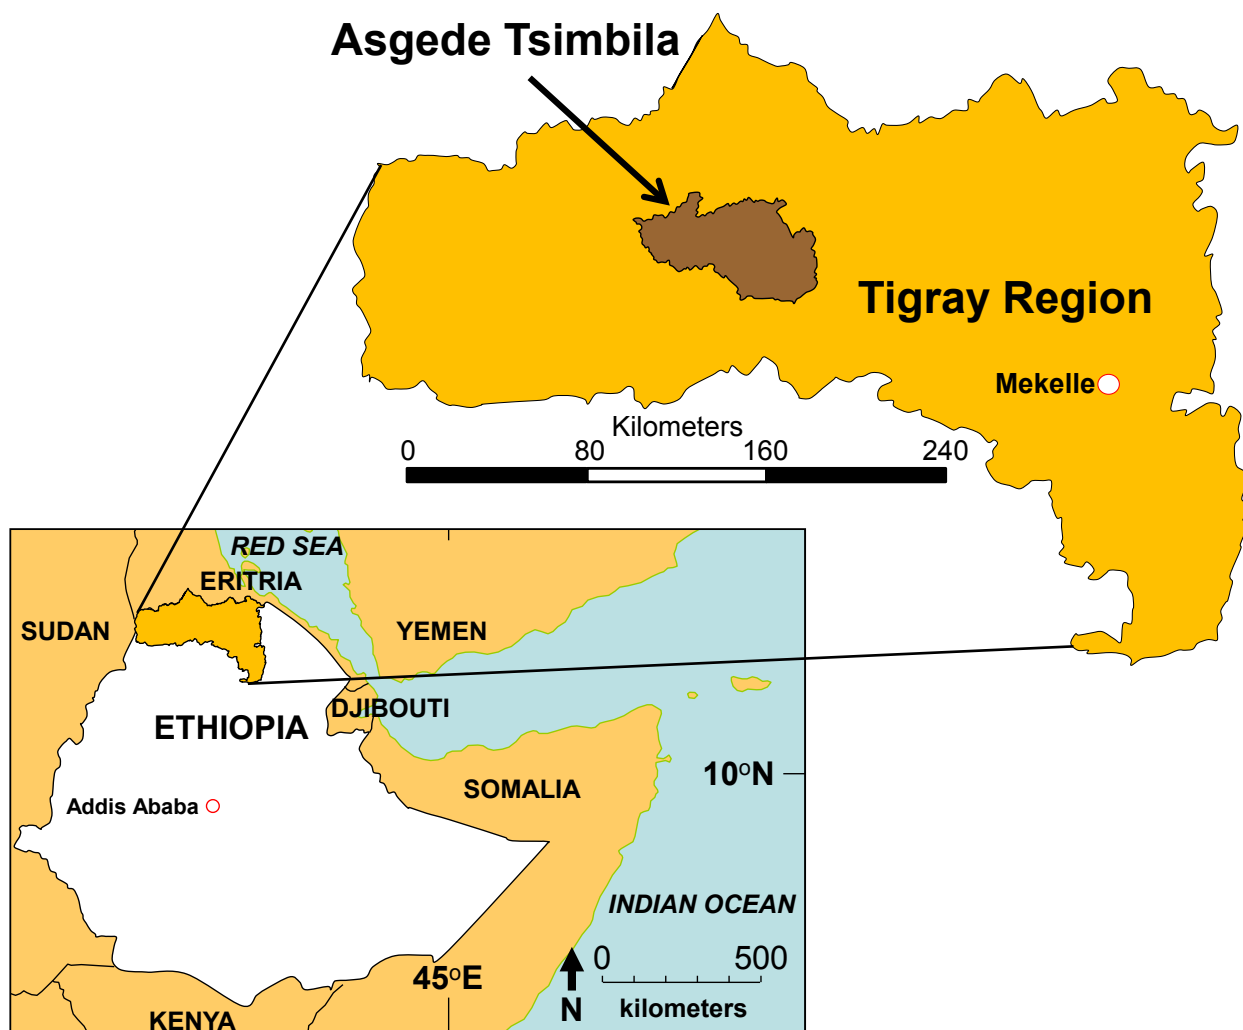 Asgede Tsimbila
Tigray Region
Mekelle
Kilometers
0 80 160 240
RED SEA
ERITRIA
SUDAN
YEMEN
DJIBOUTI
ETHIOPIA
10°N
SOMALIA
Addis Ababa
INDIAN OCEAN
0 500
45°E
N kilometers
KENYA